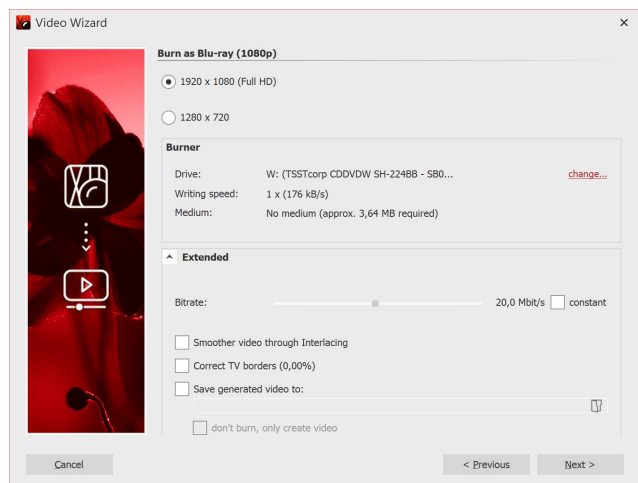 Video Wizard
Burn as Blu-ray (1080p)
1920 x 1080 (Full HD)
1280 x 720
Burner
Drive: W: (TSSTcorp CDDVDW SH-224BB - SB0... change...
Writing speed: 1 x (176 kB/s)
Medium: No medium (approx. 3,64 MB required)
Extended
Bitrate: 20,0 Mbit/s constant
Smoother video through Interlacing
Correct TV borders (0,00%)
Save generated video to:
don't burn, only create video
Cancel < Previous Next >